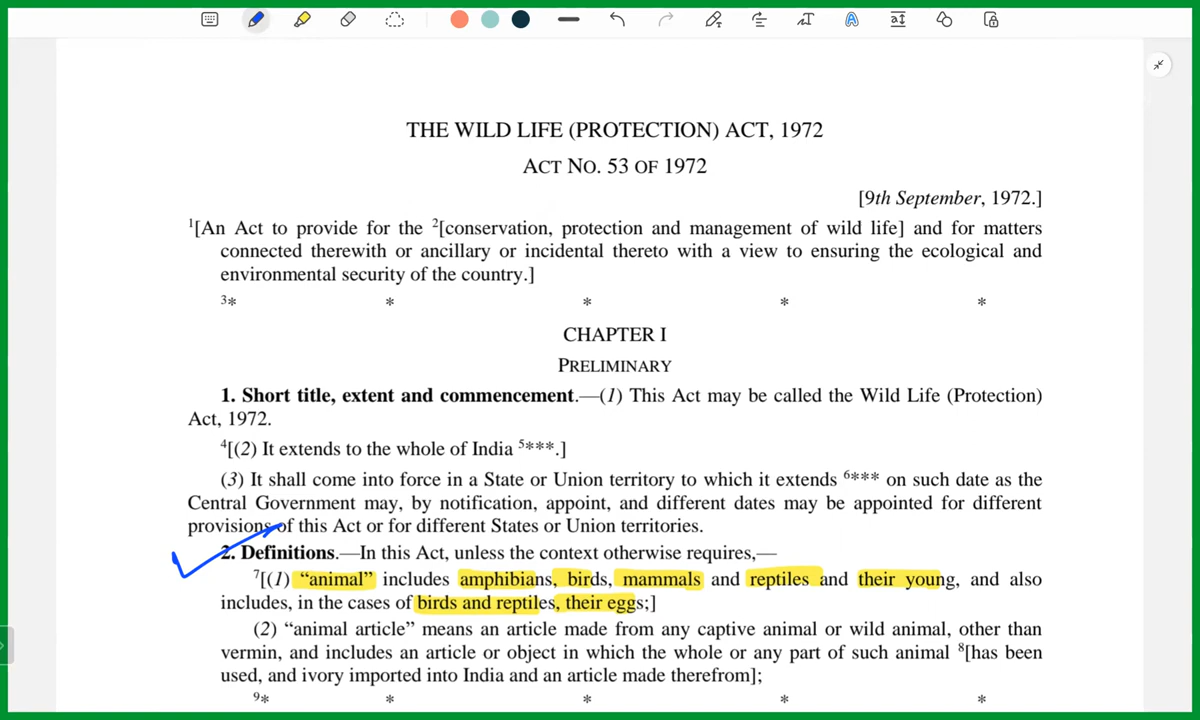 THE WILD LIFE (PROTECTION) ACT, 1972
ACT NO. 53 OF 1972
[9th September, 1972.]
1[An Act to provide for the 2[conservation, protection and management of wild life] and for matters
connected therewith or ancillary or incidental thereto with a view to ensuring the ecological and
environmental security of the country.]
3* * * * *
CHAPTER I
PRELIMINARY
1. Short title, extent and commencement.—(1) This Act may be called the Wild Life (Protection)
Act, 1972.
4[(2) It extends to the whole of India 5***.]
(3) It shall come into force in a State or Union territory to which it extends 6*** on such date as the
Central Government may, by notification, appoint, and different dates may be appointed for different
provisions of this Act or for different States or Union territories.
2. Definitions.—In this Act, unless the context otherwise requires,—
7[(1) “animal” includes amphibians, birds, mammals and reptiles and their young, and also
includes, in the cases of birds and reptiles, their eggs;]
(2) “animal article” means an article made from any captive animal or wild animal, other than
vermin, and includes an article or object in which the whole or any part of such animal 8[has been
used, and ivory imported into India and an article made therefrom];
9* * * * *